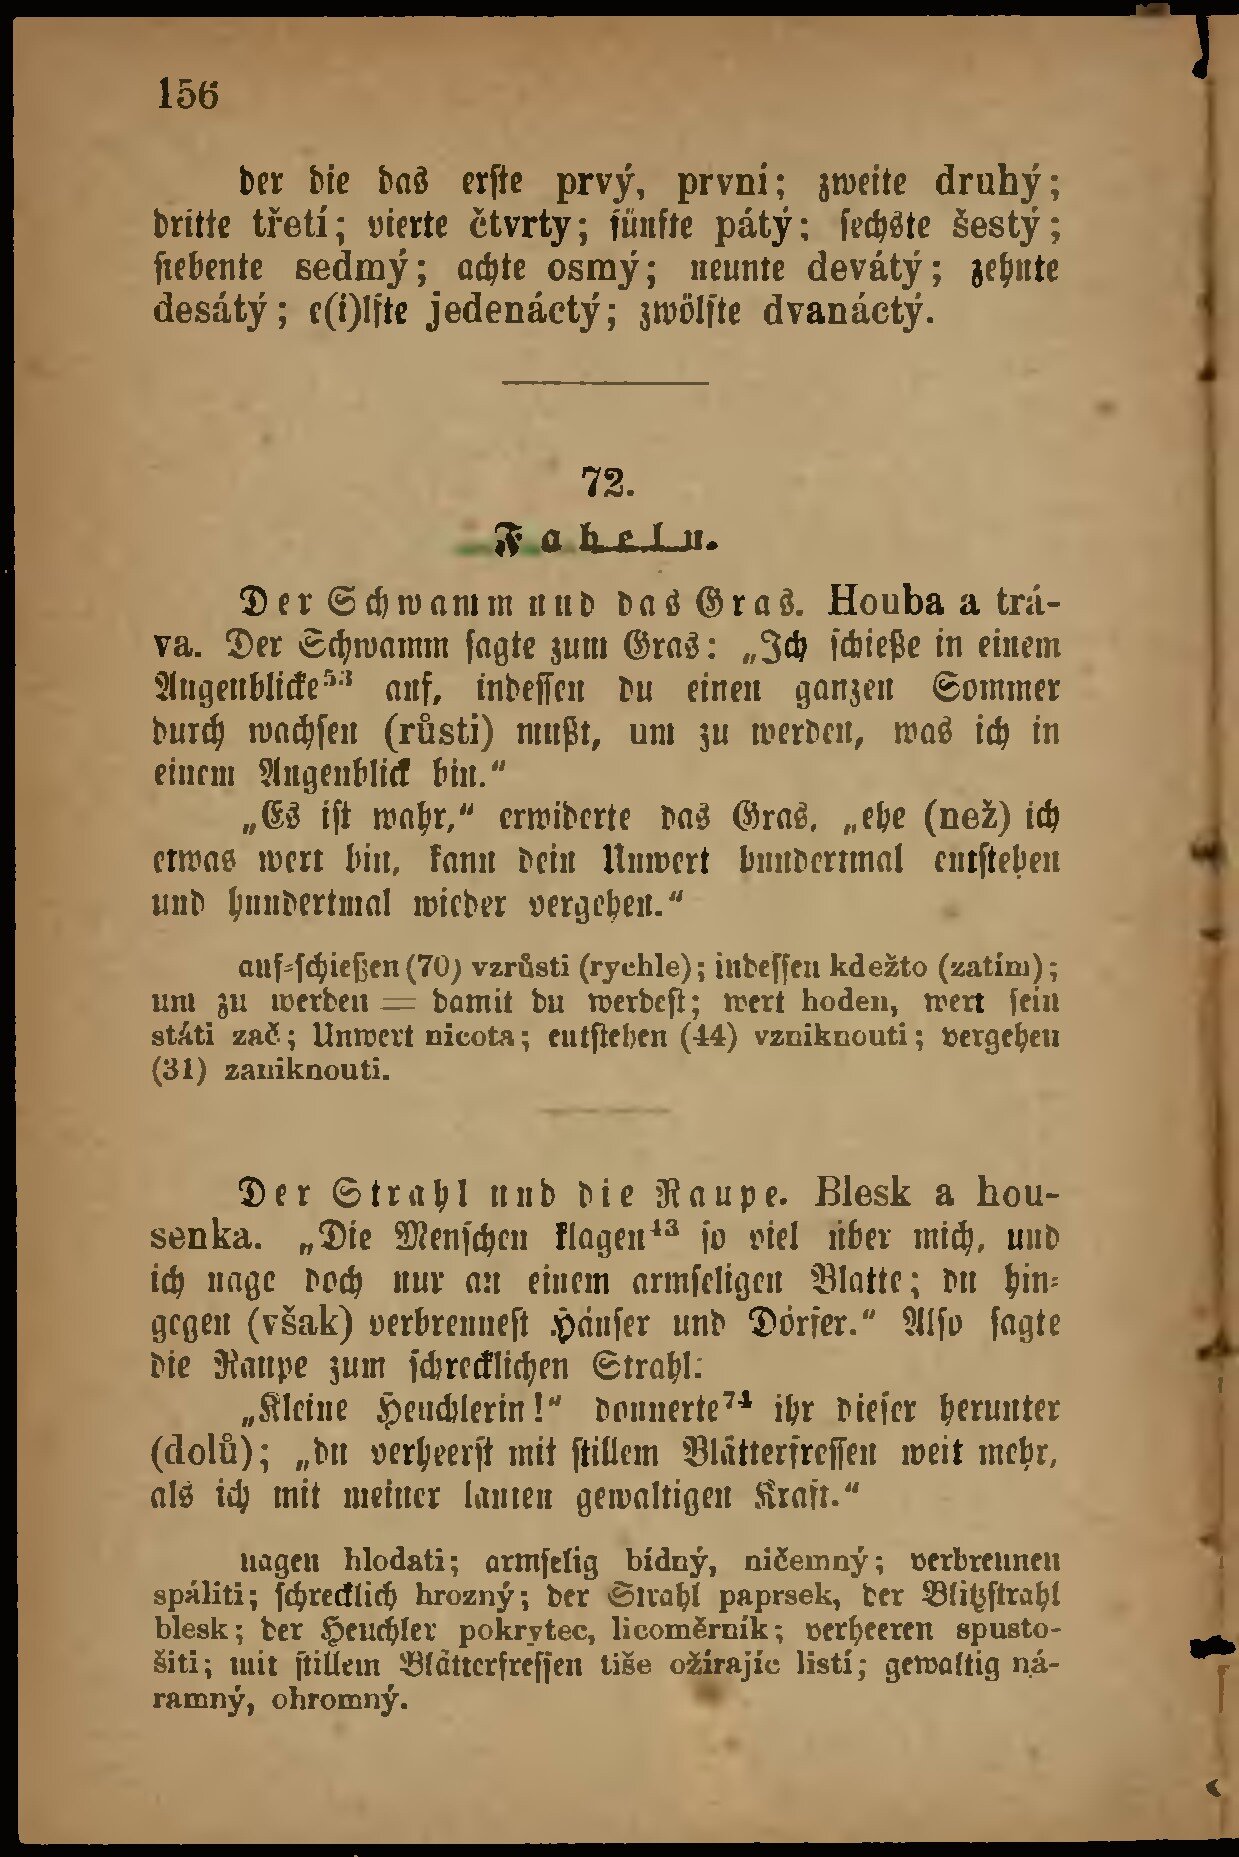 156
der die das erste prvý, první; zweite druhý;
dritte třetí; vierte čtvrty; fünfte pátý; sechste šestý;
siebente sedmý; achte osmý; neunte devátý; zehnte
desátý; e(i)lfte jedenáctý; zwölfte dvanáctý.
72.
Fabeln.
Der Schwamm und das Gras. Houba a trá-
va. Der Schwamm sagte zum Gras: „Ich schieße in einem
Augenblicke⁵³ auf, indessen du einen ganzen Sommer
durch wachsen (růsti) mußt, um zu werden, was ich in
einem Augenblick bin.“
„Es ist wahr,“ erwiderte das Gras, „ehe (než) ich
etwas wert bin, kann dein Unwert hundertmal entstehen
und hundertmal wieder vergehen.“
auf-schießen (70) vzrůsti (rychle); indessen kdežto (zatím);
um zu werden = damit du werdest; wert hoden, wert sein
státi zač; Unwert nicota; entstehen (44) vzniknouti; vergehen
(31) zaniknouti.
Der Strahl und die Raupe. Blesk a hou-
senka. „Die Menschen klagen⁴³ so viel über mich, und
ich nage doch nur an einem armseligen Blatte; du hin-
gegen (však) verbrennest Häuser und Dörfer.“ Also sagte
die Raupe zum schrecklichen Strahl:
„Kleine Heuchlerin!“ donnerte⁷⁴ ihr dieser herunter
(dolů); „du verheerst mit stillem Blätterfressen weit mehr,
als ich mit meiner lauten gewaltigen Kraft.“
nagen hlodati; armselig bídný, ničemný; verbrennen
spáliti; schrecklich hrozný; der Strahl paprsek, der Blitzstrahl
blesk; der Heuchler pokrytec, licoměrník; verheeren spusto-
šiti; mit stillem Blätterfressen tiše ožírajíc listí; gewaltig ná-
ramný, ohromný.